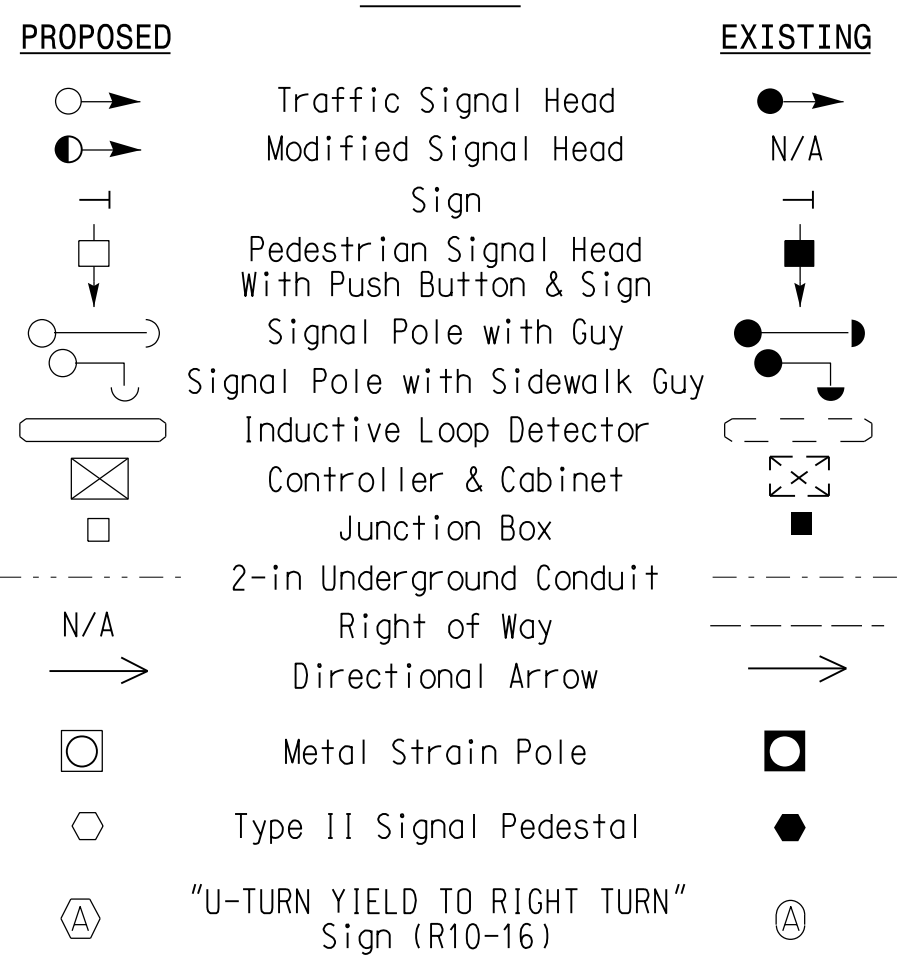 PROPOSED EXISTING
Traffic Signal Head
Modified Signal Head N/A
Sign
Pedestrian Signal Head
With Push Button & Sign
Signal Pole with Guy
Signal Pole with Sidewalk Guy
Inductive Loop Detector
Controller & Cabinet
Junction Box
2-in Underground Conduit
N/A Right of Way
Directional Arrow
Metal Strain Pole
Type II Signal Pedestal
"U-TURN YIELD TO RIGHT TURN"
A Sign (R10-16) A